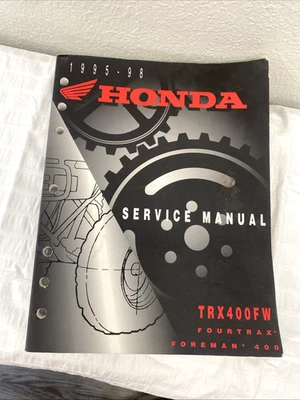 1995-98
HONDA
SERVICE MANUAL
TRX400FW
FOURTRAX®
FOREMAN® 400